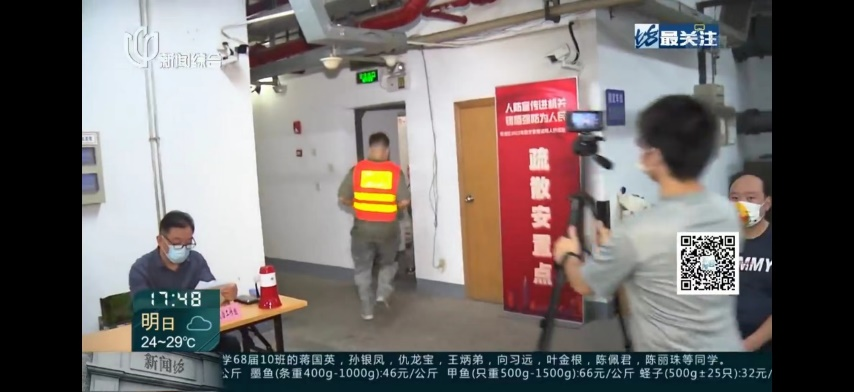 新闻综合
最关注
人防宣传进机关
铸盾强防为人民
疏散安置点
MMY
17:48
明日
24~29℃
新闻坊
学68届10班的蒋国英，孙银凤，仇龙宝，王炳弟，向习远，叶金根，陈佩君，陈丽珠等同学。
公斤 墨鱼(条重400g-1000g):46元/公斤 甲鱼(只重500g-1500g):66元/公斤 蛏子(500g±25只):32元/